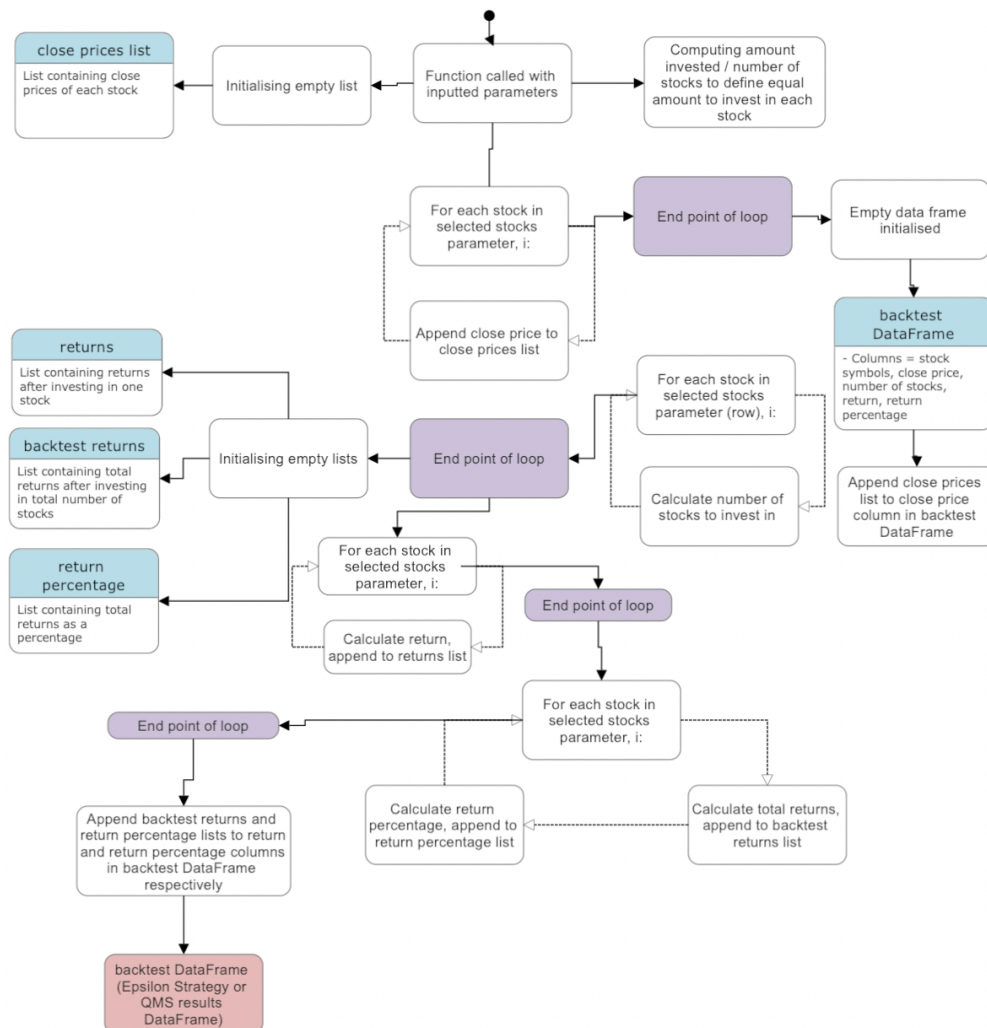 close prices list
List containing close
prices of each stock
Initialising empty list
Function called with
inputted parameters
Computing amount
invested / number of
stocks to define equal
amount to invest in each
stock
For each stock in
selected stocks
parameter, i:
End point of loop
Empty data frame
initialised
Append close price to
close prices list
backtest
DataFrame
- Columns = stock
symbols, close price,
number of stocks,
return, return
percentage
returns
List containing returns
after investing in one
stock
For each stock in
selected stocks
parameter (row), i:
backtest returns
List containing total
returns after investing
in total number of
stocks
Initialising empty lists
End point of loop
Calculate number of
stocks to invest in
Append close prices
list to close price
column in backtest
DataFrame
return
percentage
List containing total
returns as a
percentage
For each stock in
selected stocks
parameter, i:
End point of loop
Calculate return,
append to returns list
For each stock in
selected stocks
parameter, i:
End point of loop
Append backtest returns and
return percentage lists to return
and return percentage columns
in backtest DataFrame
respectively
Calculate return
percentage, append to
return percentage list
Calculate total returns,
append to backtest
returns list
backtest DataFrame
(Epsilon Strategy or
QMS results
DataFrame)